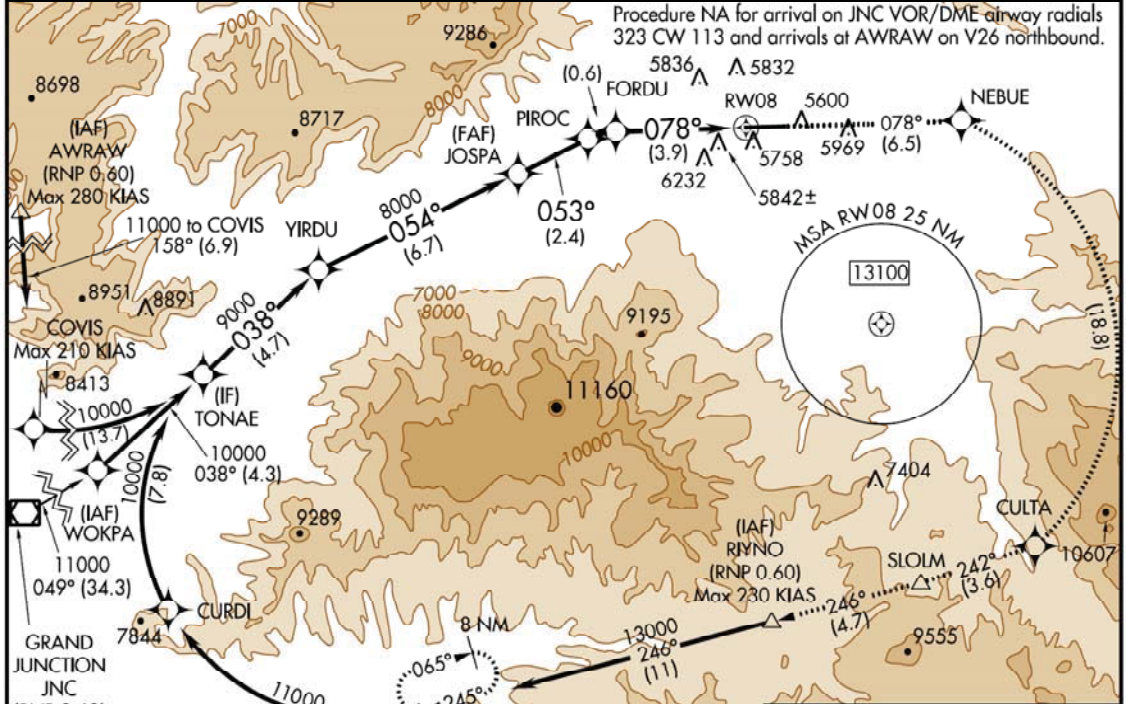 Procedure NA for arrival on JNC VOR/DME airway radials
323 CW 113 and arrivals at AWRAW on V26 northbound.
7000
9286
8698
8717
8000
(IAF)
AWRAW
(RNP 0.60)
Max 280 KIAS
11000 to COVIS
158° (6.9)
8951
8891
COVIS
Max 210 KIAS
8413
10000
(13.7)
(IAF)
WOKPA
11000
049° (34.3)
GRAND
JUNCTION
JNC
7844
CURDI
10000
(7.8)
11000
10000
038° (4.3)
(IF)
TONAE
9000
038°
(4.7)
YIRDU
8000
054°
(6.7)
(FAF)
JOSPA
053°
(2.4)
PIROC
(0.6)
FORDU
078°
(3.9)
5836
5832
RW08
5600
5758
5969
6232
5842±
078°
(6.5)
NEBUE
(18.8)
MSA RW08 25 NM
13100
7000
8000
9000
9195
11160
10000
9289
7404
CULTA
10607
242°
(3.6)
SLOLM
246°
(4.7)
(IAF)
RIYNO
(RNP 0.60)
Max 230 KIAS
9555
13000
246°
(11)
8 NM
065°
245°